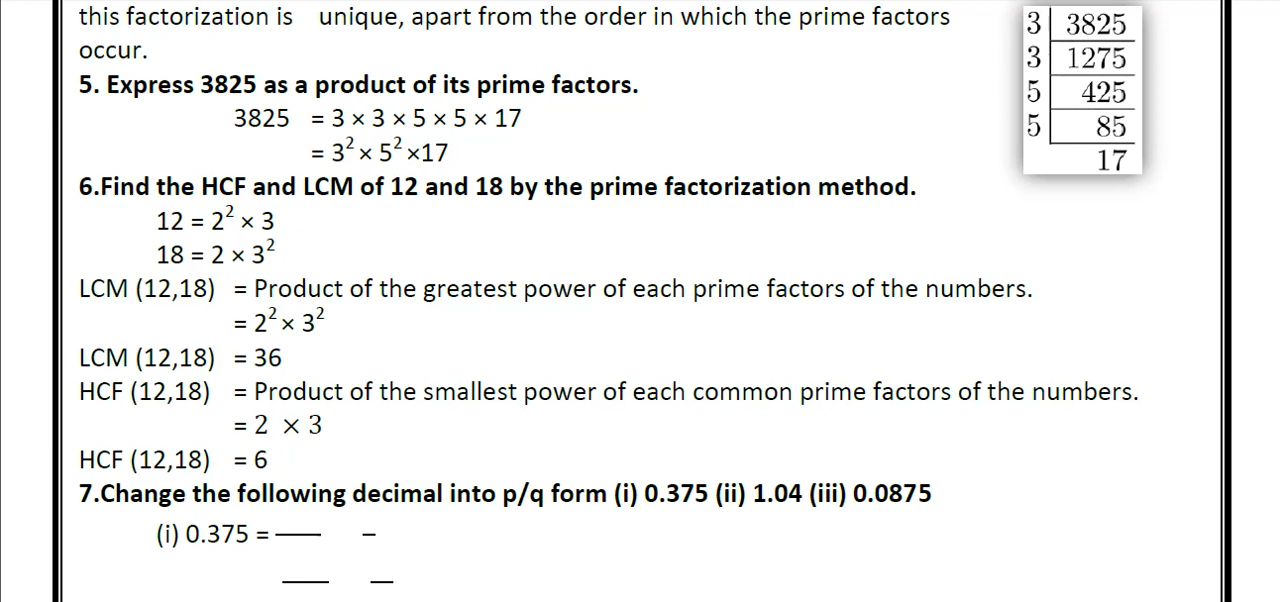 this factorization is unique, apart from the order in which the prime factors
occur.
3 3825
3 1275
5 425
5 85
17
5. Express 3825 as a product of its prime factors.
3825 = 3 × 3 × 5 × 5 × 17
= 3² × 5² ×17
6.Find the HCF and LCM of 12 and 18 by the prime factorization method.
12 = 2² × 3
18 = 2 × 3²
LCM (12,18) = Product of the greatest power of each prime factors of the numbers.
= 2² × 3²
LCM (12,18) = 36
HCF (12,18) = Product of the smallest power of each common prime factors of the numbers.
= 2 × 3
HCF (12,18) = 6
7.Change the following decimal into p/q form (i) 0.375 (ii) 1.04 (iii) 0.0875
(i) 0.375 =